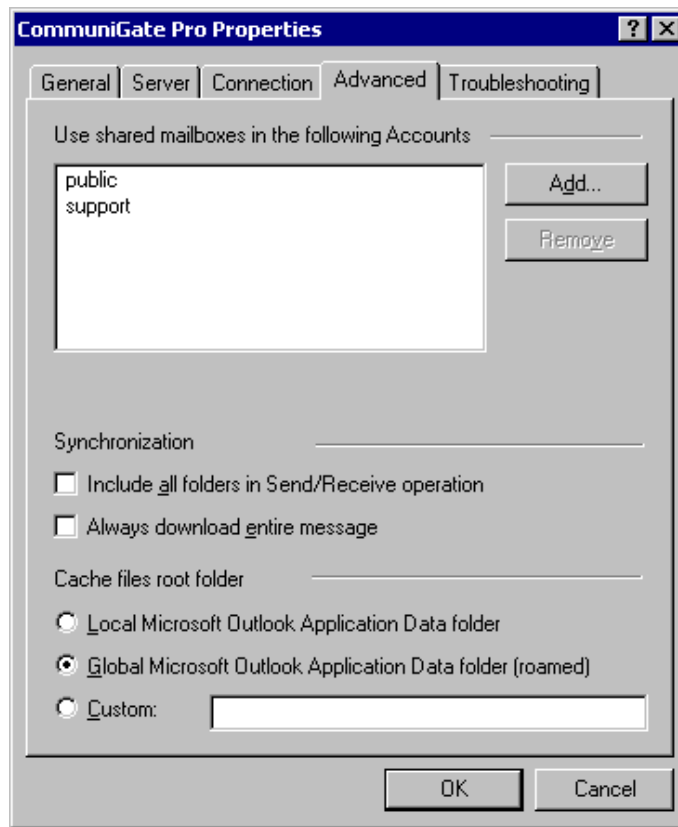 CommuniGate Pro Properties
General Server Connection Advanced Troubleshooting
Use shared mailboxes in the following Accounts
public
support
Add...
Remove
Synchronization
Include all folders in Send/Receive operation
Always download entire message
Cache files root folder
Local Microsoft Outlook Application Data folder
Global Microsoft Outlook Application Data folder (roamed)
Custom:
OK Cancel